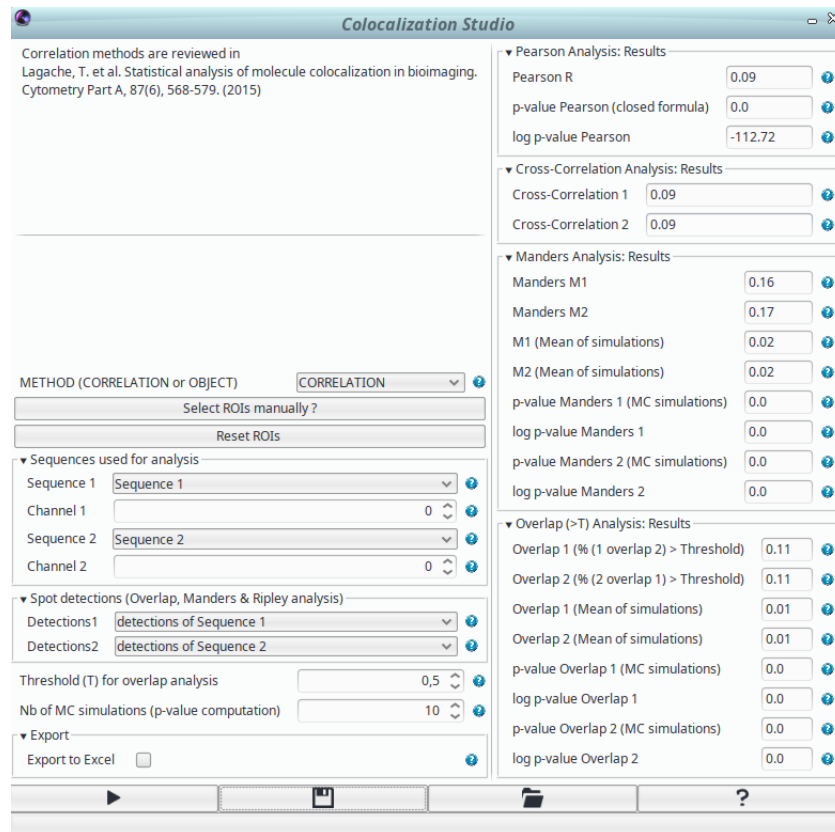 Colocalization Studio
Correlation methods are reviewed in
Lagache, T. et al. Statistical analysis of molecule colocalization in bioimaging.
Cytometry Part A, 87(6), 568-579. (2015)
METHOD (CORRELATION or OBJECT) CORRELATION
Select ROIs manually ?
Reset ROIs
Sequences used for analysis
Sequence 1 Sequence 1
Channel 1 0
Sequence 2 Sequence 2
Channel 2 0
Spot detections (Overlap, Manders & Ripley analysis)
Detections1 detections of Sequence 1
Detections2 detections of Sequence 2
Threshold (T) for overlap analysis 0,5
Nb of MC simulations (p-value computation) 10
Export
Export to Excel
Pearson Analysis: Results
Pearson R 0.09
p-value Pearson (closed formula) 0.0
log p-value Pearson -112.72
Cross-Correlation Analysis: Results
Cross-Correlation 1 0.09
Cross-Correlation 2 0.09
Manders Analysis: Results
Manders M1 0.16
Manders M2 0.17
M1 (Mean of simulations) 0.02
M2 (Mean of simulations) 0.02
p-value Manders 1 (MC simulations) 0.0
log p-value Manders 1 0.0
p-value Manders 2 (MC simulations) 0.0
log p-value Manders 2 0.0
Overlap (>T) Analysis: Results
Overlap 1 (% (1 overlap 2) > Threshold) 0.11
Overlap 2 (% (2 overlap 1) > Threshold) 0.11
Overlap 1 (Mean of simulations) 0.01
Overlap 2 (Mean of simulations) 0.01
p-value Overlap 1 (MC simulations) 0.0
log p-value Overlap 1 0.0
p-value Overlap 2 (MC simulations) 0.0
log p-value Overlap 2 0.0
?